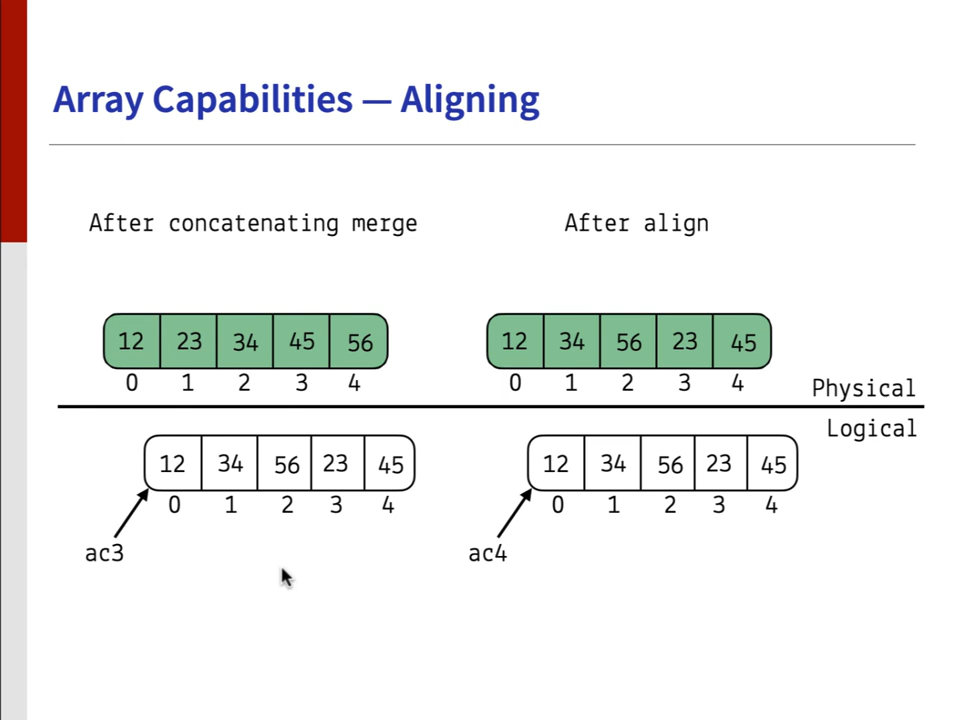 Array Capabilities — Aligning
After concatenating merge
After align
12 23 34 45 56
0 1 2 3 4
12 34 56 23 45
0 1 2 3 4
Physical
Logical
12 34 56 23 45
0 1 2 3 4
ac3
12 34 56 23 45
0 1 2 3 4
ac4